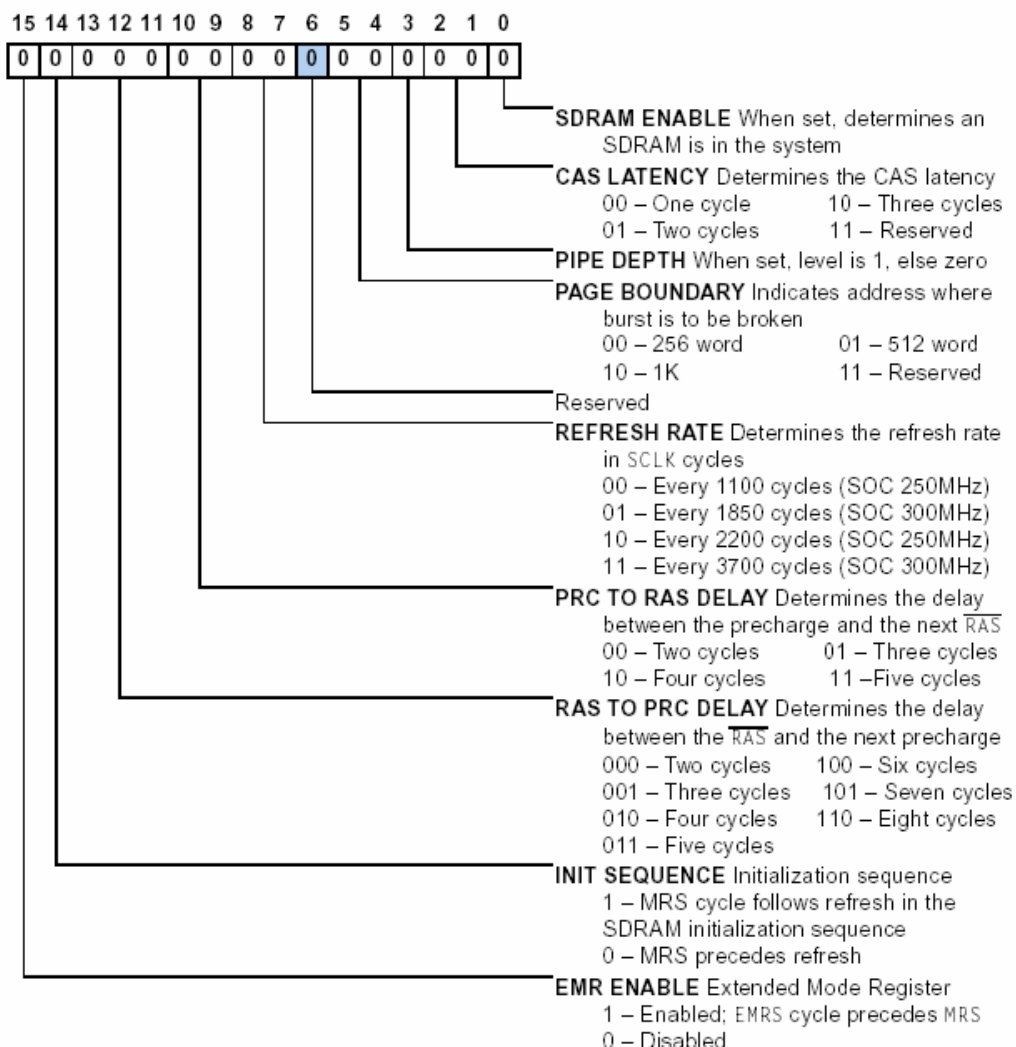 15 14 13 12 11 10 9 8 7 6 5 4 3 2 1 0
0 0 0 0 0 0 0 0 0 0 0 0 0 0 0 0
SDRAM ENABLE When set, determines an
SDRAM is in the system
CAS LATENCY Determines the CAS latency
00 – One cycle 10 – Three cycles
01 – Two cycles 11 – Reserved
PIPE DEPTH When set, level is 1, else zero
PAGE BOUNDARY Indicates address where
burst is to be broken
00 – 256 word 01 – 512 word
10 – 1K 11 – Reserved
Reserved
REFRESH RATE Determines the refresh rate
in SCLK cycles
00 – Every 1100 cycles (SOC 250MHz)
01 – Every 1850 cycles (SOC 300MHz)
10 – Every 2200 cycles (SOC 250MHz)
11 – Every 3700 cycles (SOC 300MHz)
PRC TO RAS DELAY Determines the delay
between the precharge and the next RAS
00 – Two cycles 01 – Three cycles
10 – Four cycles 11 –Five cycles
RAS TO PRC DELAY Determines the delay
between the RAS and the next precharge
000 – Two cycles 100 – Six cycles
001 – Three cycles 101 – Seven cycles
010 – Four cycles 110 – Eight cycles
011 – Five cycles
INIT SEQUENCE Initialization sequence
1 – MRS cycle follows refresh in the
SDRAM initialization sequence
0 – MRS precedes refresh
EMR ENABLE Extended Mode Register
1 – Enabled; EMRS cycle precedes MRS
0 – Disabled